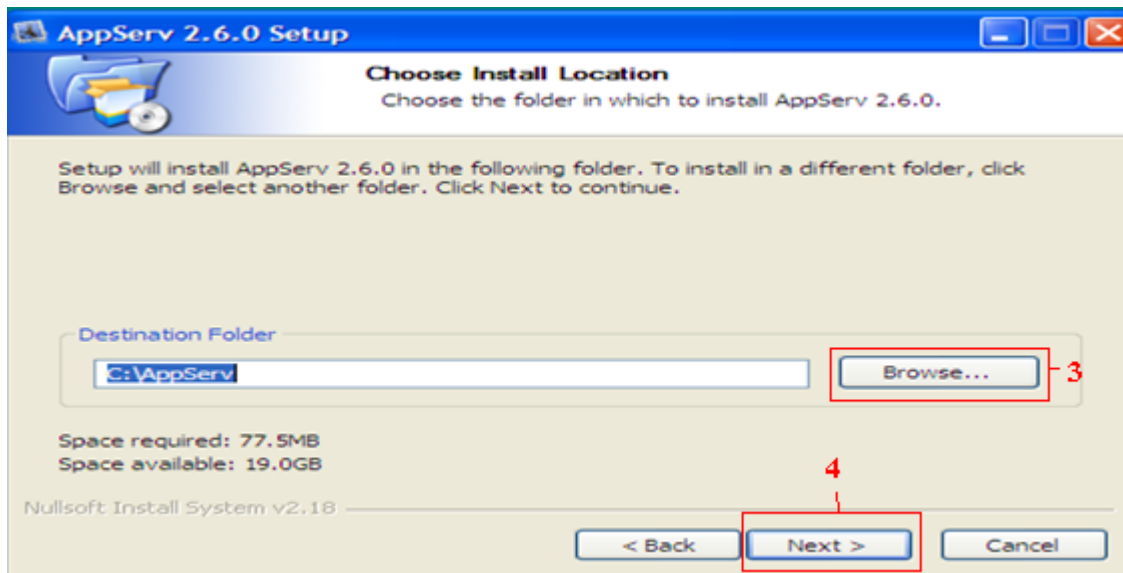 AppServ 2.6.0 Setup
Choose Install Location
Choose the folder in which to install AppServ 2.6.0.
Setup will install AppServ 2.6.0 in the following folder. To install in a different folder, click
Browse and select another folder. Click Next to continue.
Destination Folder
C:\AppServ
Browse...
3
Space required: 77.5MB
Space available: 19.0GB
4
Nullsoft Install System v2.18
< Back
Next >
Cancel